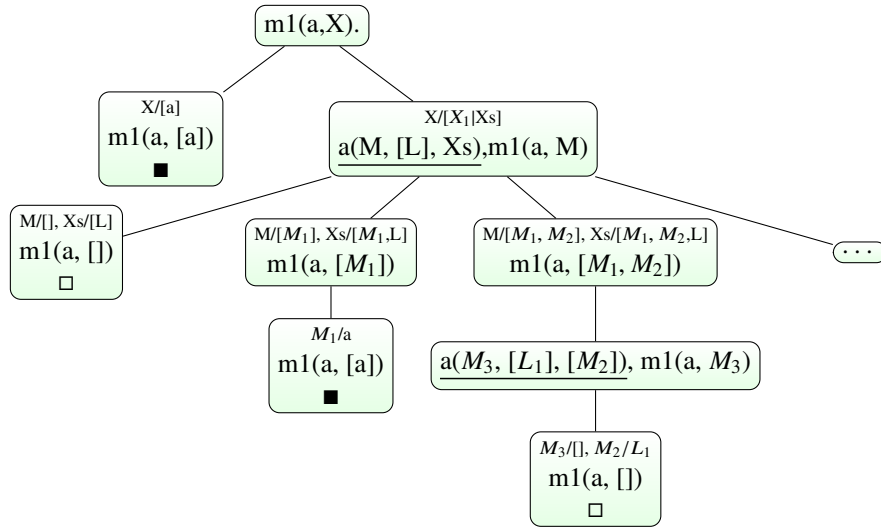 m1(a,X).
X/[a]
m1(a, [a])
■
X/[X₁|Xs]
a(M, [L], Xs),m1(a, M)
M/[], Xs/[L]
m1(a, [])
□
M/[M₁], Xs/[M₁,L]
m1(a, [M₁])
M/[M₁, M₂], Xs/[M₁, M₂,L]
m1(a, [M₁, M₂])
···
M₁/a
m1(a, [a])
■
a(M₃, [L₁], [M₂]), m1(a, M₃)
M₃/[], M₂/L₁
m1(a, [])
□